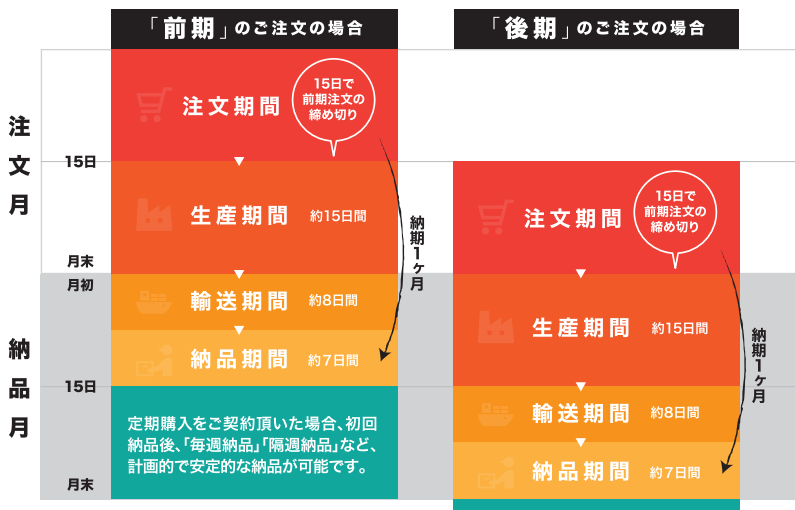 「前期」のご注文の場合
「後期」のご注文の場合
注文月
納品月
15日
月末
月初
15日
月末
注文期間
15日で
前期注文の
締め切り
生産期間 約15日間
輸送期間 約8日間
納品期間 約7日間
納期1ヶ月
定期購入をご契約頂いた場合、初回
納品後、「毎週納品」「隔週納品」など、
計画的で安定的な納品が可能です。
注文期間
15日で
前期注文の
締め切り
生産期間 約15日間
輸送期間 約8日間
納品期間 約7日間
納期1ヶ月